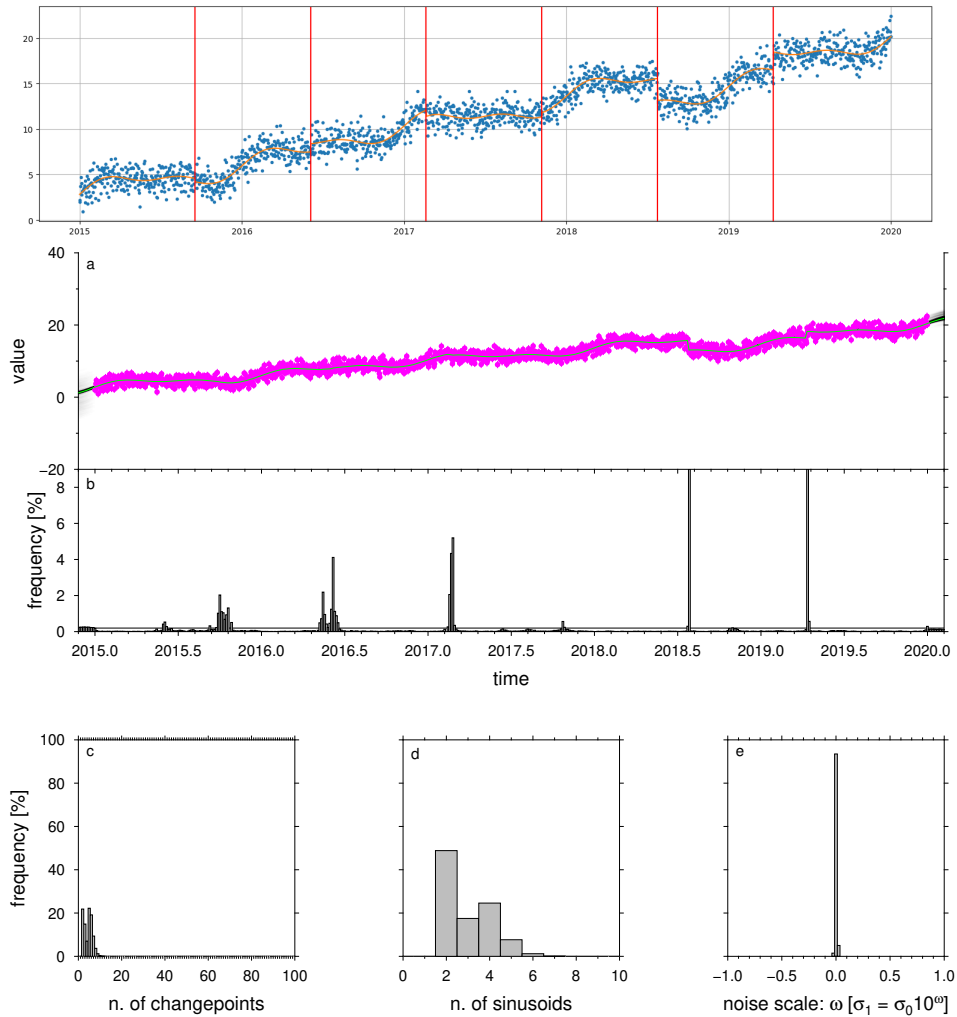 20
15
10
5
0
2015 2016 2017 2018 2019 2020
a
40
20
0
−20
value
b
8
6
4
2
0
frequency [%]
2015.0 2015.5 2016.0 2016.5 2017.0 2017.5 2018.0 2018.5 2019.0 2019.5 2020.0
time
c
100
80
60
40
20
0
frequency [%]
0 20 40 60 80 100
n. of changepoints
d
0 2 4 6 8 10
n. of sinusoids
e
−1.0 −0.5 0.0 0.5 1.0
noise scale: ω [σ₁ = σ₀10^ω]